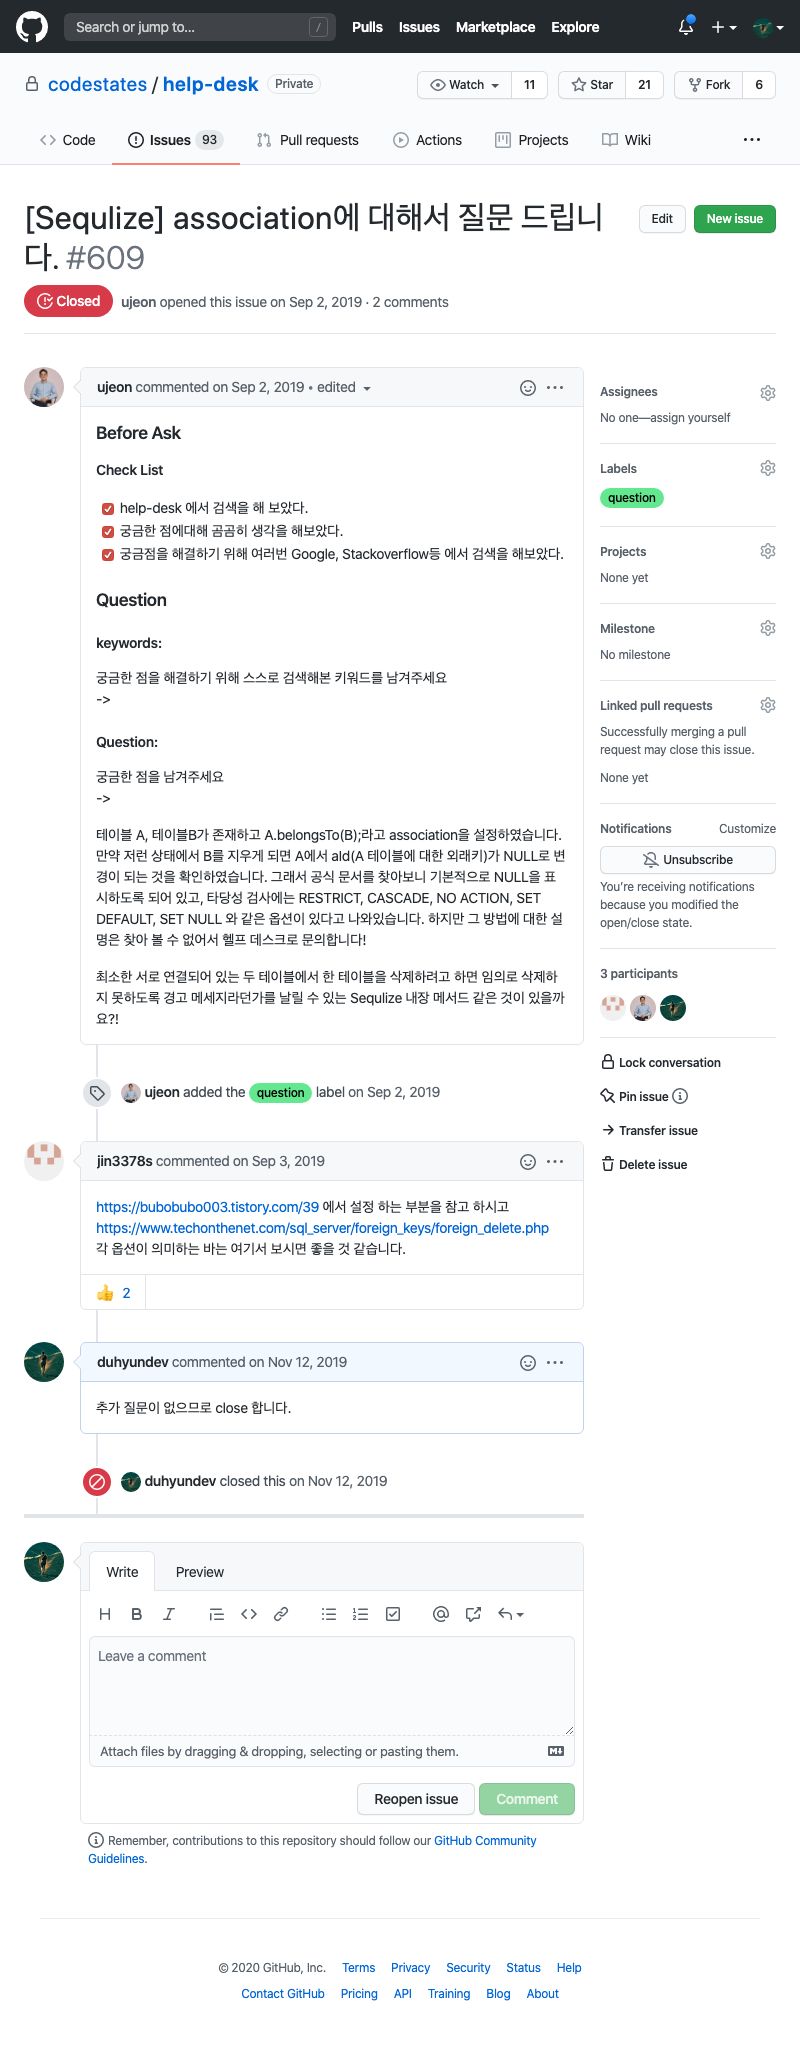 Search or jump to...
/
Pulls
Issues
Marketplace
Explore
codestates / help-desk
Private
Watch
11
Star
21
Fork
6
Code
Issues 93
Pull requests
Actions
Projects
Wiki
[Sequlize] association에 대해서 질문 드립니
다. #609
Edit
New issue
Closed
ujeon opened this issue on Sep 2, 2019 · 2 comments
ujeon commented on Sep 2, 2019 • edited
Before Ask
Check List
help-desk 에서 검색을 해 보았다.
궁금한 점에대해 곰곰히 생각을 해보았다.
궁금점을 해결하기 위해 여러번 Google, Stackoverflow등 에서 검색을 해보았다.
Question
keywords:
궁금한 점을 해결하기 위해 스스로 검색해본 키워드를 남겨주세요
->
Question:
궁금한 점을 남겨주세요
->
테이블 A, 테이블B가 존재하고 A.belongsTo(B);라고 association을 설정하였습니다.
만약 저런 상태에서 B를 지우게 되면 A에서 aId(A 테이블에 대한 외래키)가 NULL로 변
경이 되는 것을 확인하였습니다. 그래서 공식 문서를 찾아보니 기본적으로 NULL을 표
시하도록 되어 있고, 타당성 검사에는 RESTRICT, CASCADE, NO ACTION, SET
DEFAULT, SET NULL 와 같은 옵션이 있다고 나와있습니다. 하지만 그 방법에 대한 설
명은 찾아 볼 수 없어서 헬프 데스크로 문의합니다!
최소한 서로 연결되어 있는 두 테이블에서 한 테이블을 삭제하려고 하면 임의로 삭제하
지 못하도록 경고 메세지라던가를 날릴 수 있는 Sequlize 내장 메서드 같은 것이 있을까
요?!
ujeon added the question label on Sep 2, 2019
jin3378s commented on Sep 3, 2019
https://bubobubo003.tistory.com/39 에서 설정 하는 부분을 참고 하시고
https://www.techonthenet.com/sql_server/foreign_keys/foreign_delete.php
각 옵션이 의미하는 바는 여기서 보시면 좋을 것 같습니다.
👍 2
duhyundev commented on Nov 12, 2019
추가 질문이 없으므로 close 합니다.
duhyundev closed this on Nov 12, 2019
Write
Preview
Leave a comment
Attach files by dragging & dropping, selecting or pasting them.
Reopen issue
Comment
Remember, contributions to this repository should follow our GitHub Community
Guidelines.
Assignees
No one—assign yourself
Labels
question
Projects
None yet
Milestone
No milestone
Linked pull requests
Successfully merging a pull
request may close this issue.
None yet
Notifications
Customize
Unsubscribe
You're receiving notifications
because you modified the
open/close state.
3 participants
Lock conversation
Pin issue
Transfer issue
Delete issue
© 2020 GitHub, Inc.
Terms
Privacy
Security
Status
Help
Contact GitHub
Pricing
API
Training
Blog
About